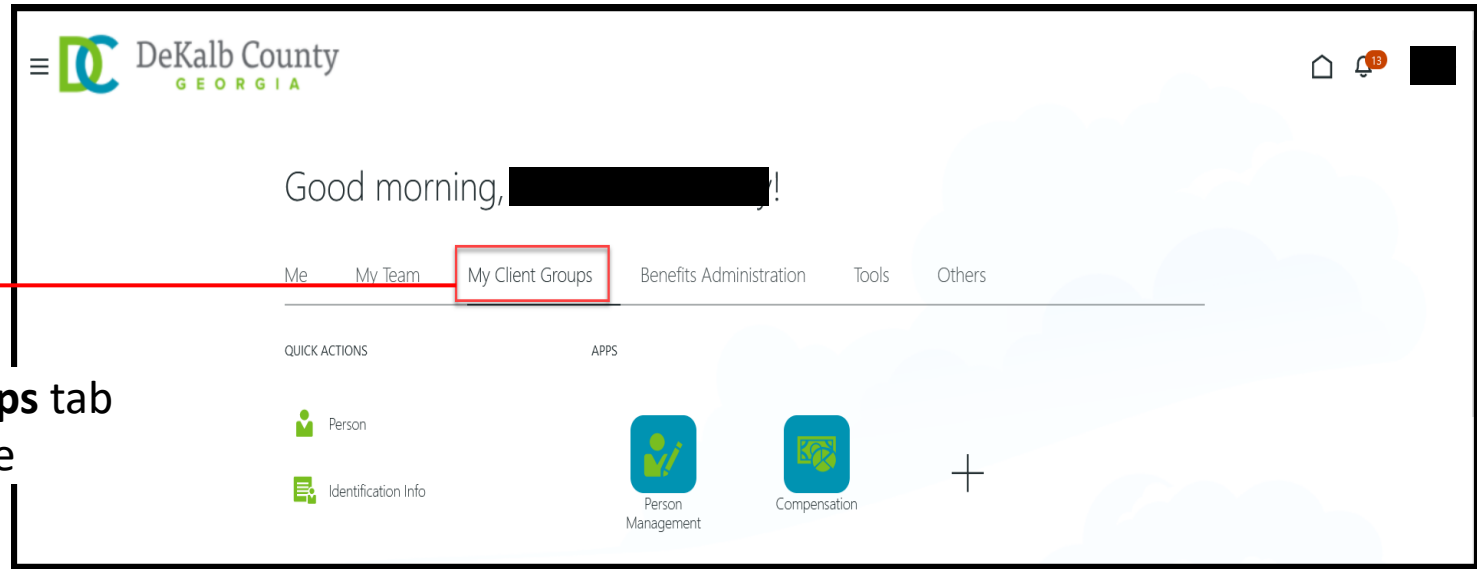 DeKalb County
GEORGIA
13
Good morning, !
Me My Team My Client Groups Benefits Administration Tools Others
QUICK ACTIONS APPS
tab
Person
Identification Info
Person Management
Compensation